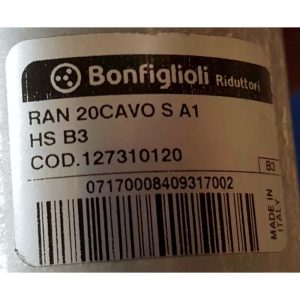 Bonfiglioli Riduttori
RAN 20CAVO S A1
HS B3
COD.127310120
B3
07170008409317002
MADE IN
ITALY